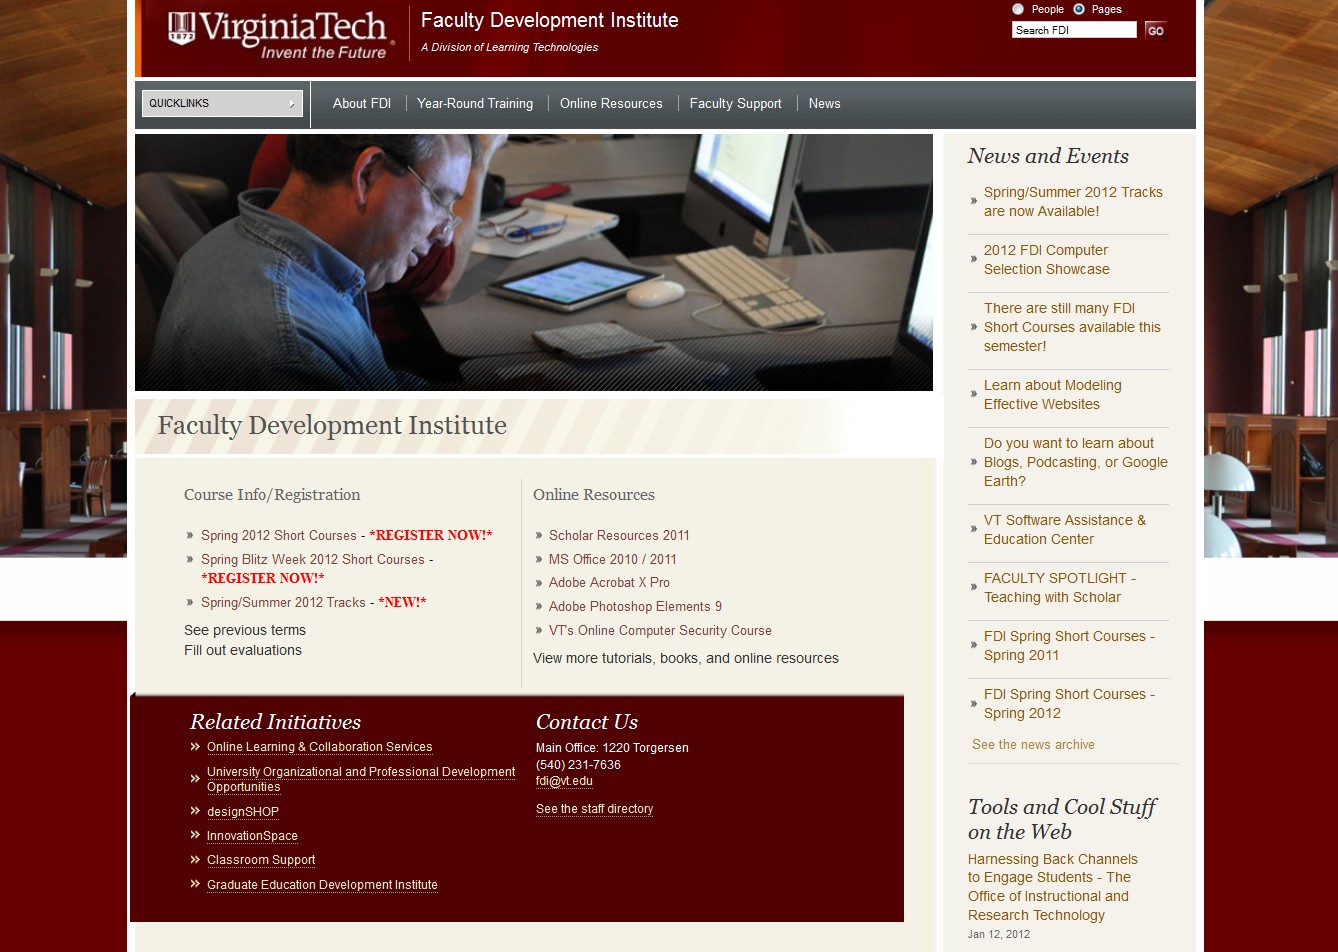 VirginiaTech
1872
Invent the Future
Faculty Development Institute
A Division of Learning Technologies
People Pages
Search FDI GO
QUICKLINKS
About FDI Year-Round Training Online Resources Faculty Support News
Faculty Development Institute
Course Info/Registration
» Spring 2012 Short Courses - *REGISTER NOW!*
» Spring Blitz Week 2012 Short Courses -
*REGISTER NOW!*
» Spring/Summer 2012 Tracks - *NEW!*
See previous terms
Fill out evaluations
Online Resources
» Scholar Resources 2011
» MS Office 2010 / 2011
» Adobe Acrobat X Pro
» Adobe Photoshop Elements 9
» VT's Online Computer Security Course
View more tutorials, books, and online resources
Related Initiatives
» Online Learning & Collaboration Services
» University Organizational and Professional Development
Opportunities
» designSHOP
» InnovationSpace
» Classroom Support
» Graduate Education Development Institute
Contact Us
Main Office: 1220 Torgersen
(540) 231-7636
fdi@vt.edu
See the staff directory
News and Events
» Spring/Summer 2012 Tracks
are now Available!
» 2012 FDI Computer
Selection Showcase
There are still many FDI
» Short Courses available this
semester!
» Learn about Modeling
Effective Websites
Do you want to learn about
» Blogs, Podcasting, or Google
Earth?
» VT Software Assistance &
Education Center
» FACULTY SPOTLIGHT -
Teaching with Scholar
» FDI Spring Short Courses -
Spring 2011
» FDI Spring Short Courses -
Spring 2012
See the news archive
Tools and Cool Stuff
on the Web
Harnessing Back Channels
to Engage Students - The
Office of Instructional and
Research Technology
Jan 12, 2012